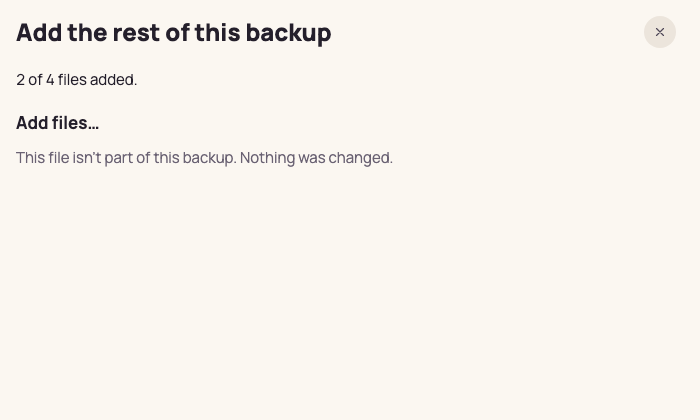 Add the rest of this backup
2 of 4 files added.
Add files…
This file isn't part of this backup. Nothing was changed.